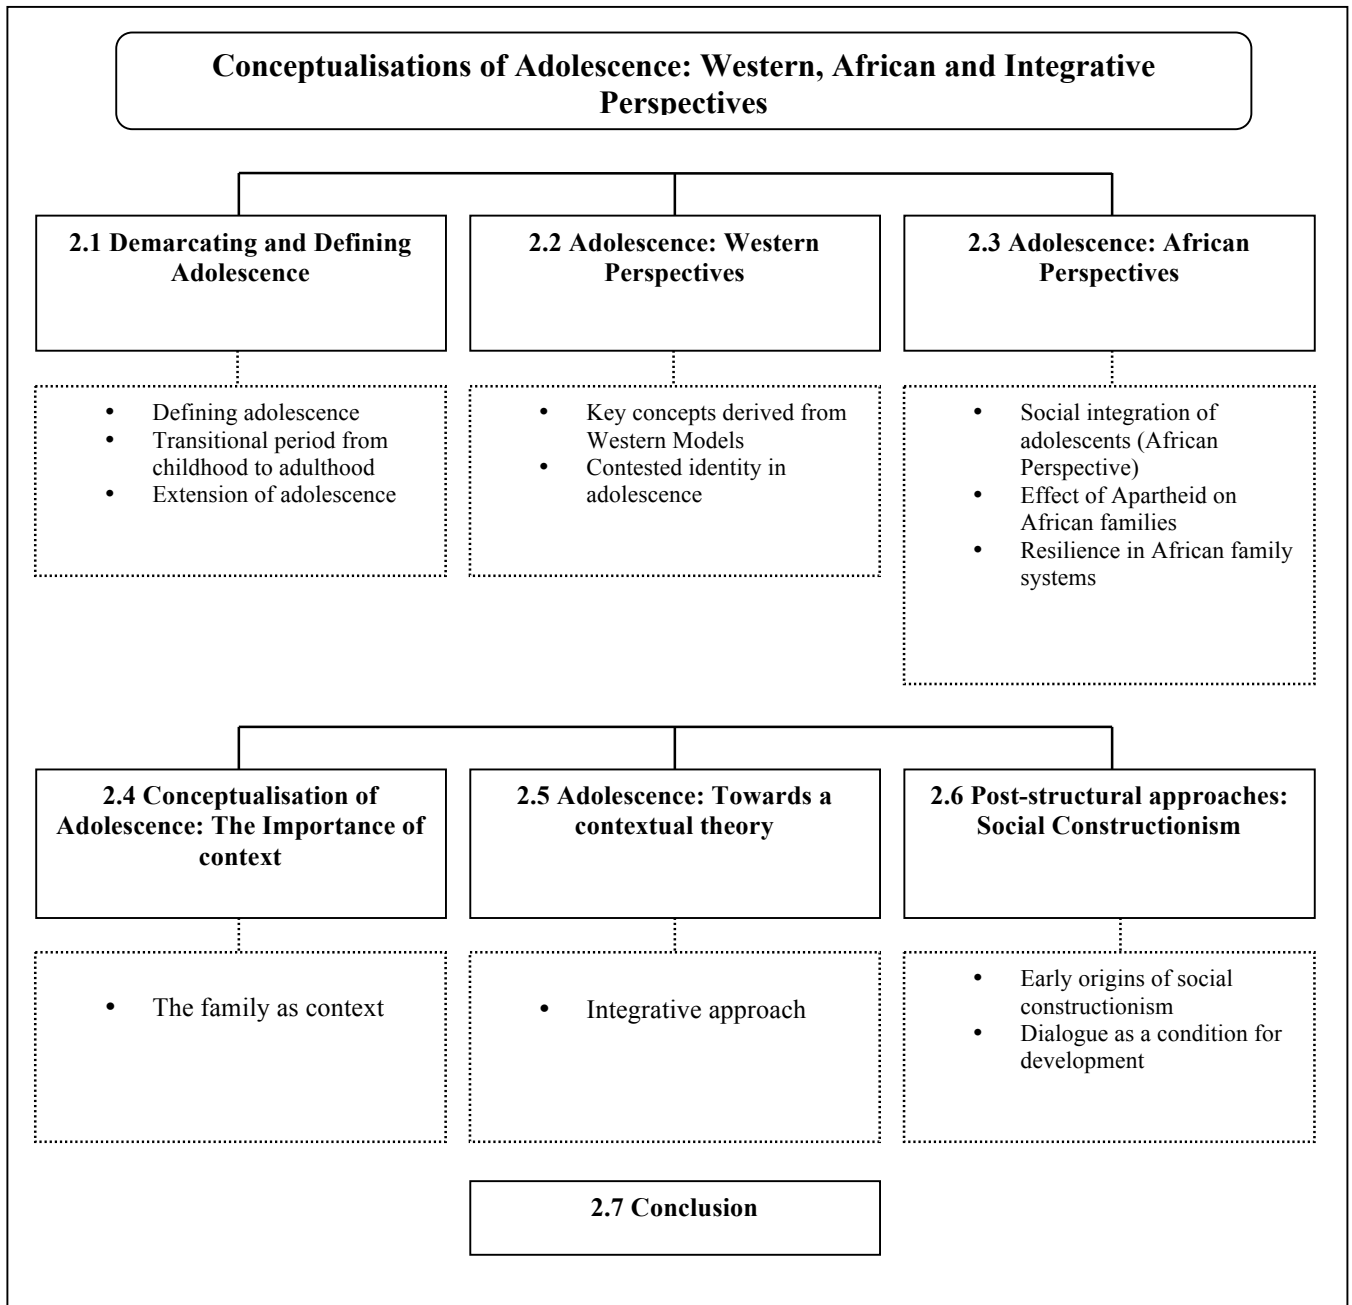 Conceptualisations of Adolescence: Western, African and Integrative
Perspectives
2.1 Demarcating and Defining
Adolescence
2.2 Adolescence: Western
Perspectives
2.3 Adolescence: African
Perspectives
• Defining adolescence
• Transitional period from
childhood to adulthood
• Extension of adolescence
• Key concepts derived from
Western Models
• Contested identity in
adolescence
• Social integration of
adolescents (African
Perspective)
• Effect of Apartheid on
African families
• Resilience in African family
systems
2.4 Conceptualisation of
Adolescence: The Importance of
context
2.5 Adolescence: Towards a
contextual theory
2.6 Post-structural approaches:
Social Constructionism
• The family as context
• Integrative approach
• Early origins of social
constructionism
• Dialogue as a condition for
development
2.7 Conclusion